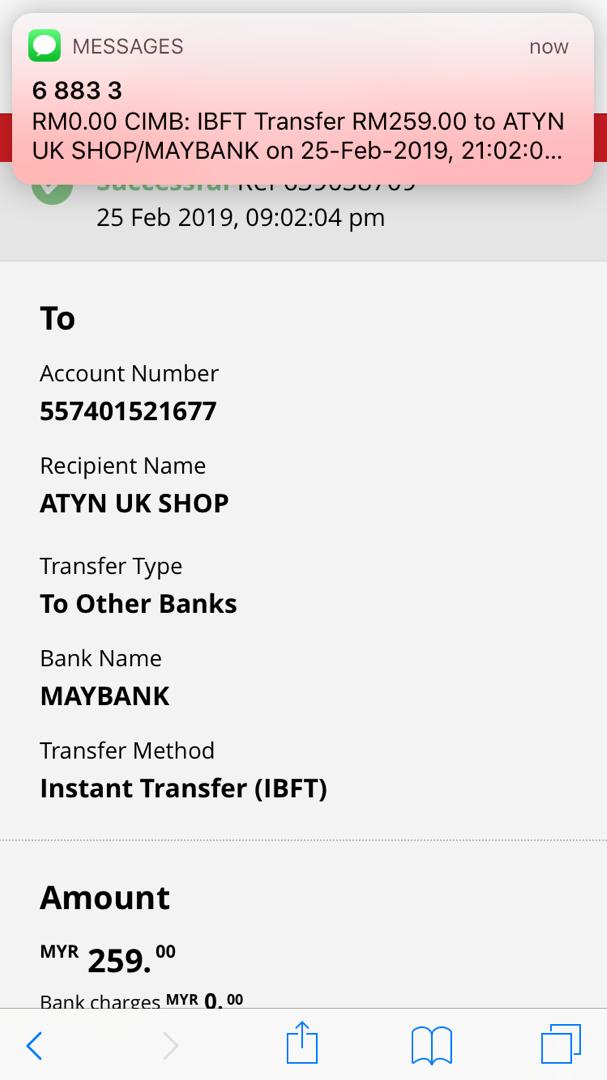 MESSAGES
now
6 883 3
RM0.00 CIMB: IBFT Transfer RM259.00 to ATYN
UK SHOP/MAYBANK on 25-Feb-2019, 21:02:0...
Successful Ref
25 Feb 2019, 09:02:04 pm
To
Account Number
557401521677
Recipient Name
ATYN UK SHOP
Transfer Type
To Other Banks
Bank Name
MAYBANK
Transfer Method
Instant Transfer (IBFT)
Amount
MYR 259.00
Bank charges MYR 0.00